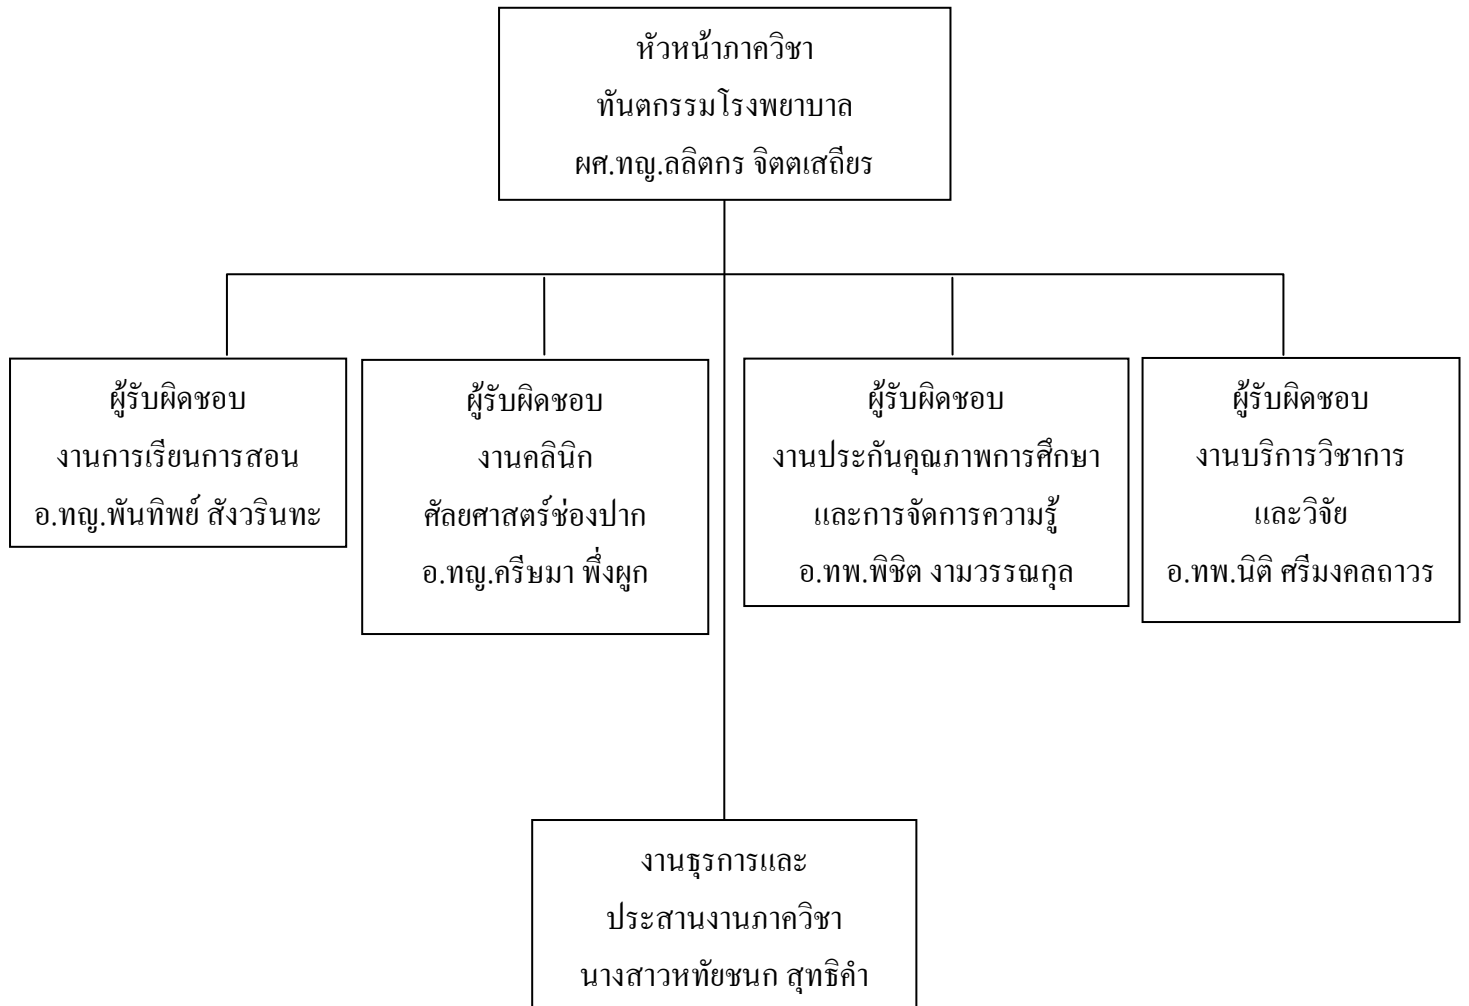 หัวหน้าภาควิชา
ทันตกรรมโรงพยาบาล
ผศ.ทญ.ลลิตกร จิตตเสถียร
ผู้รับผิดชอบ
งานการเรียนการสอน
อ.ทญ.พันทิพย์ สังวรินทะ
ผู้รับผิดชอบ
งานคลินิก
ศัลยศาสตร์ช่องปาก
อ.ทญ.ครีษมา พึ่งผูก
ผู้รับผิดชอบ
งานประกันคุณภาพการศึกษา
และการจัดการความรู้
อ.ทพ.พิชิต งามวรรณกุล
ผู้รับผิดชอบ
งานบริการวิชาการ
และวิจัย
อ.ทพ.นิติ ศรีมงคลถาวร
งานธุรการและ
ประสานงานภาควิชา
นางสาวหทัยชนก สุทธิคำ